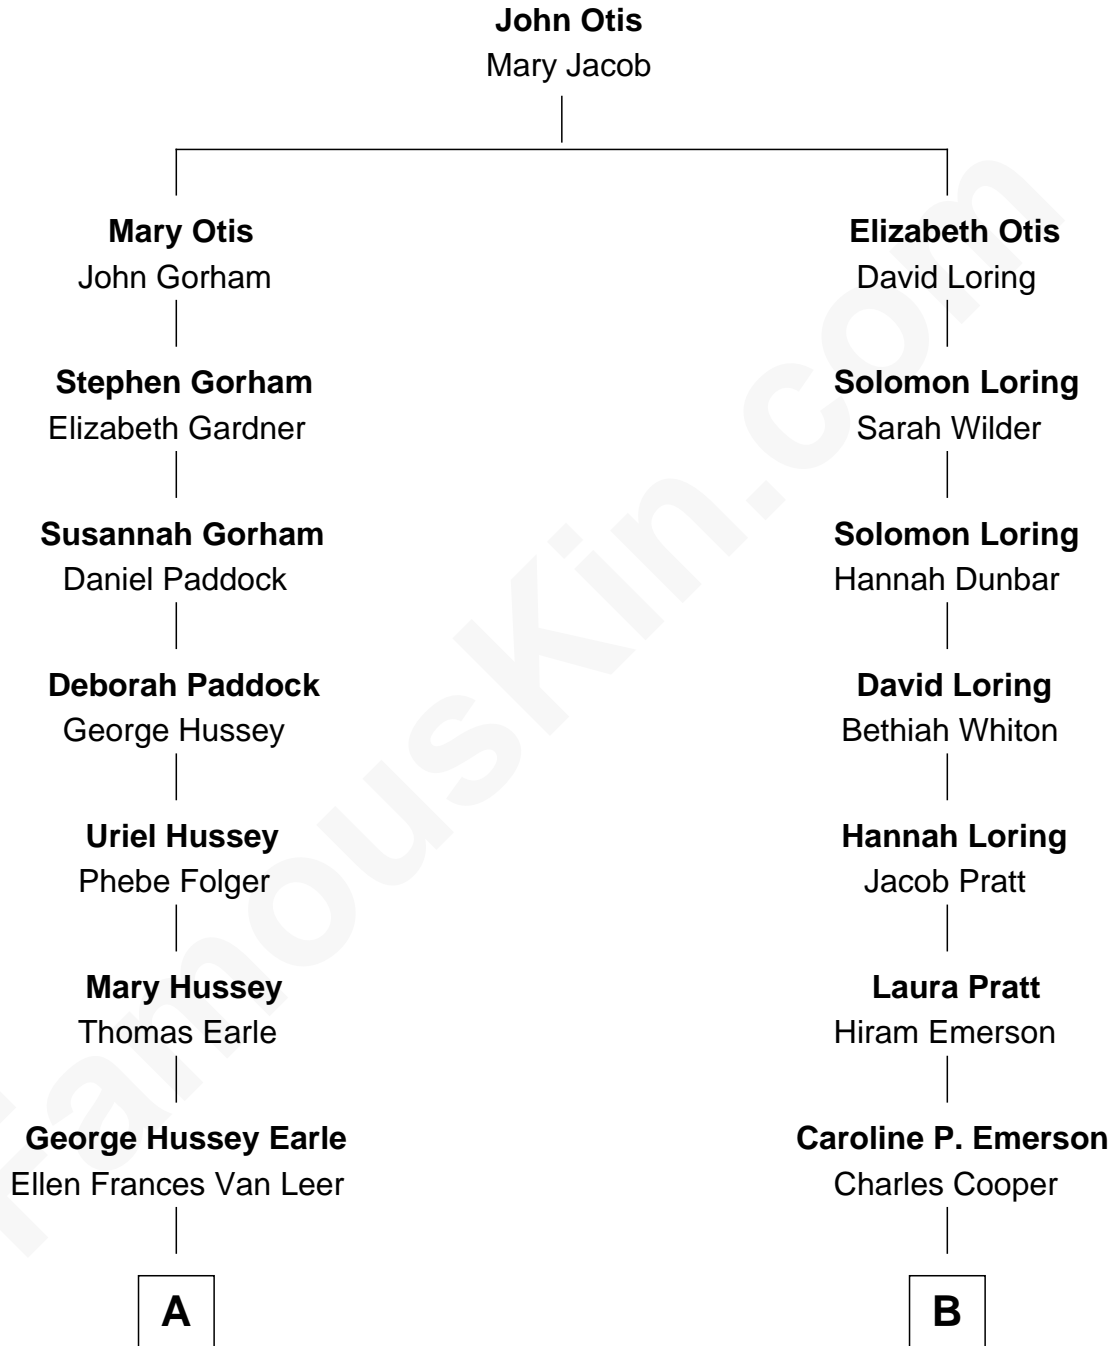 John Otis
Mary Jacob
Mary Otis
John Gorham
Elizabeth Otis
David Loring
Stephen Gorham
Elizabeth Gardner
Solomon Loring
Sarah Wilder
Susannah Gorham
Daniel Paddock
Solomon Loring
Hannah Dunbar
Deborah Paddock
George Hussey
David Loring
Bethiah Whiton
Uriel Hussey
Phebe Folger
Hannah Loring
Jacob Pratt
Mary Hussey
Thomas Earle
Laura Pratt
Hiram Emerson
George Hussey Earle
Ellen Frances Van Leer
Caroline P. Emerson
Charles Cooper
A
B
FamousKin.com